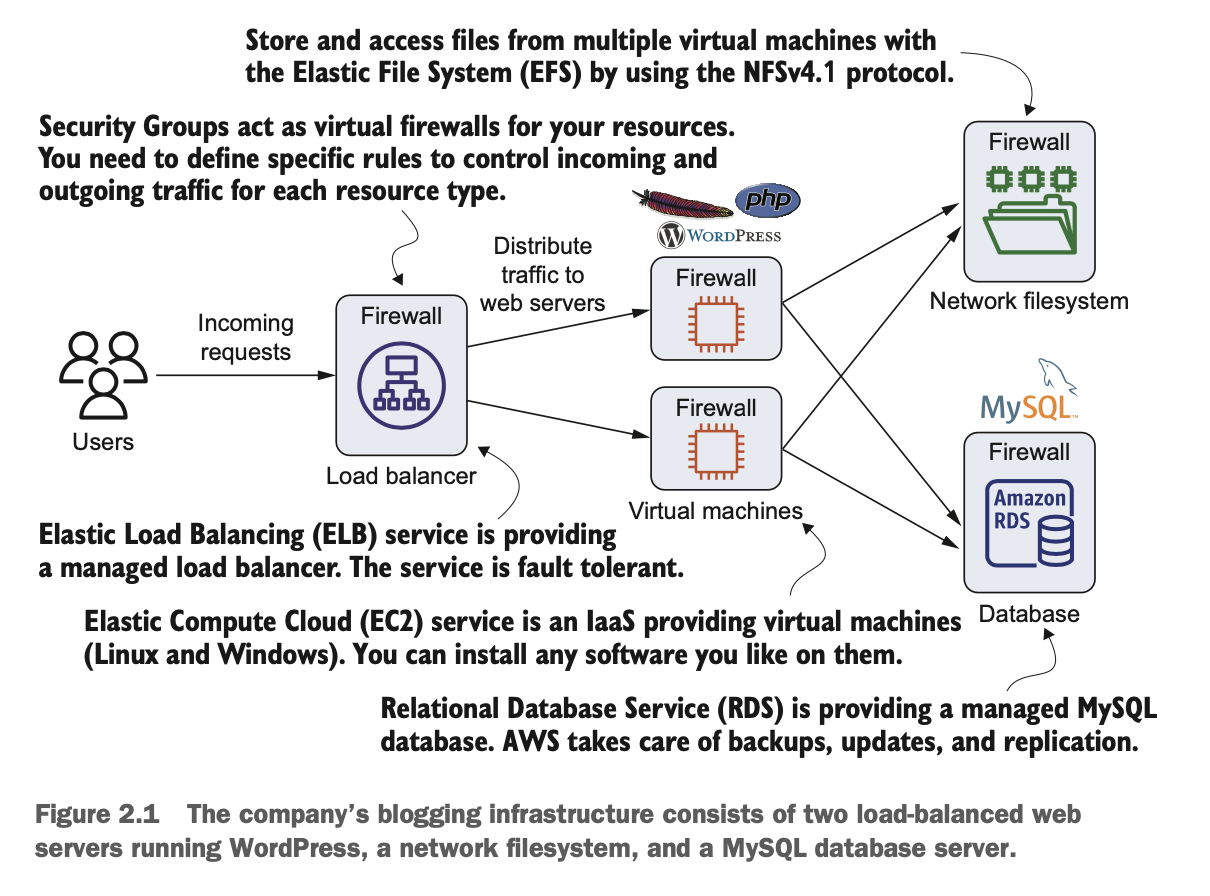 Store and access files from multiple virtual machines with
the Elastic File System (EFS) by using the NFSv4.1 protocol.
Security Groups act as virtual firewalls for your resources.
You need to define specific rules to control incoming and
outgoing traffic for each resource type.
php
WORDPRESS
Firewall
Network filesystem
Distribute
traffic to
web servers
Firewall
Incoming
requests
Users
Firewall
Load balancer
Firewall
Virtual machines
MySQL™
Firewall
Amazon
RDS
Database
Elastic Load Balancing (ELB) service is providing
a managed load balancer. The service is fault tolerant.
Elastic Compute Cloud (EC2) service is an IaaS providing virtual machines
(Linux and Windows). You can install any software you like on them.
Relational Database Service (RDS) is providing a managed MySQL
database. AWS takes care of backups, updates, and replication.
Figure 2.1 The company's blogging infrastructure consists of two load-balanced web
servers running WordPress, a network filesystem, and a MySQL database server.